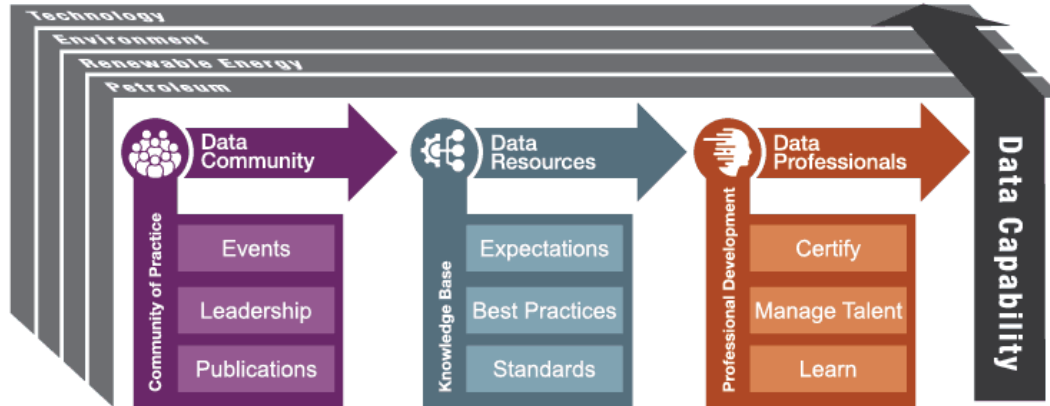 Technology
Environment
Renewable Energy
Petroleum
Data
Community
Community of Practice
Events
Leadership
Publications
Data
Resources
Knowledge Base
Expectations
Best Practices
Standards
Data
Professionals
Professional Development
Certify
Manage Talent
Learn
Data Capability